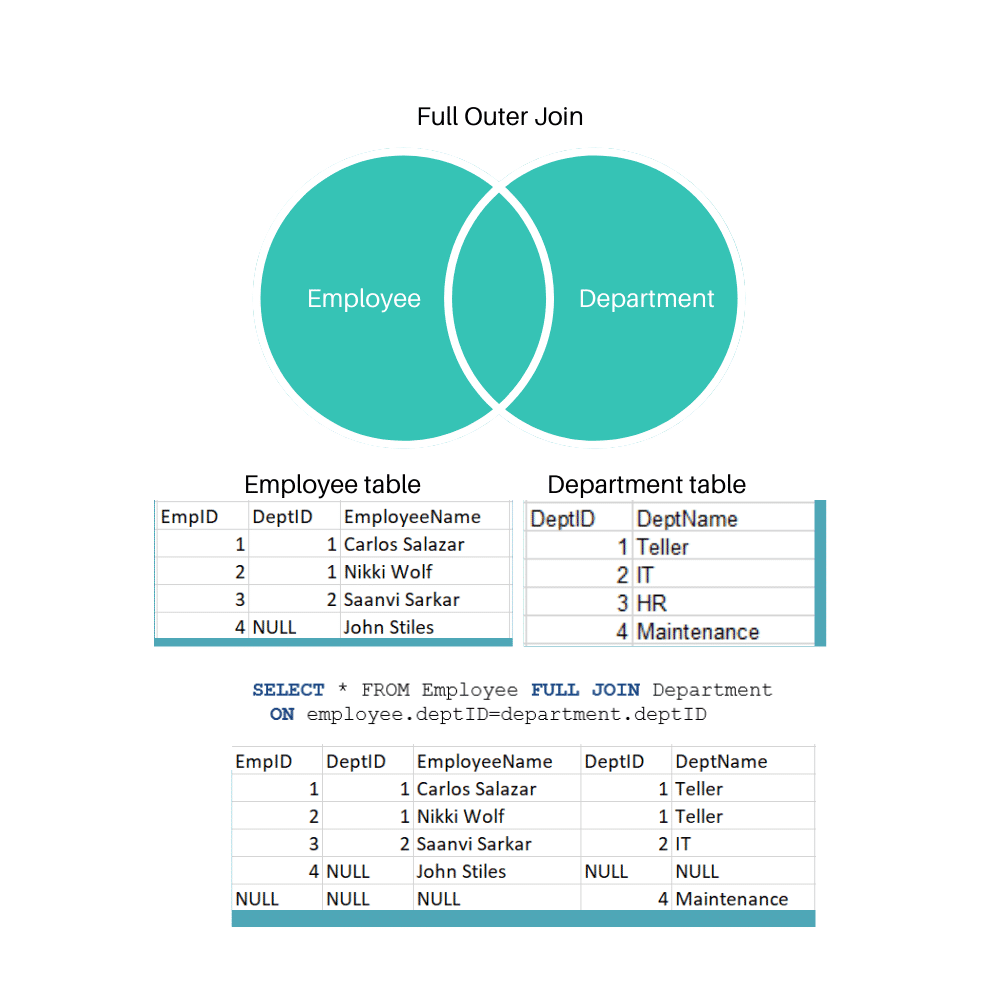 Full Outer Join
Employee Department
Employee table
EmpID DeptID EmployeeName
1 1 Carlos Salazar
2 1 Nikki Wolf
3 2 Saanvi Sarkar
4 NULL John Stiles
Department table
DeptID DeptName
1 Teller
2 IT
3 HR
4 Maintenance
SELECT * FROM Employee FULL JOIN Department
ON employee.deptID=department.deptID
EmpID DeptID EmployeeName DeptID DeptName
1 1 Carlos Salazar 1 Teller
2 1 Nikki Wolf 1 Teller
3 2 Saanvi Sarkar 2 IT
4 NULL John Stiles NULL NULL
NULL NULL NULL 4 Maintenance